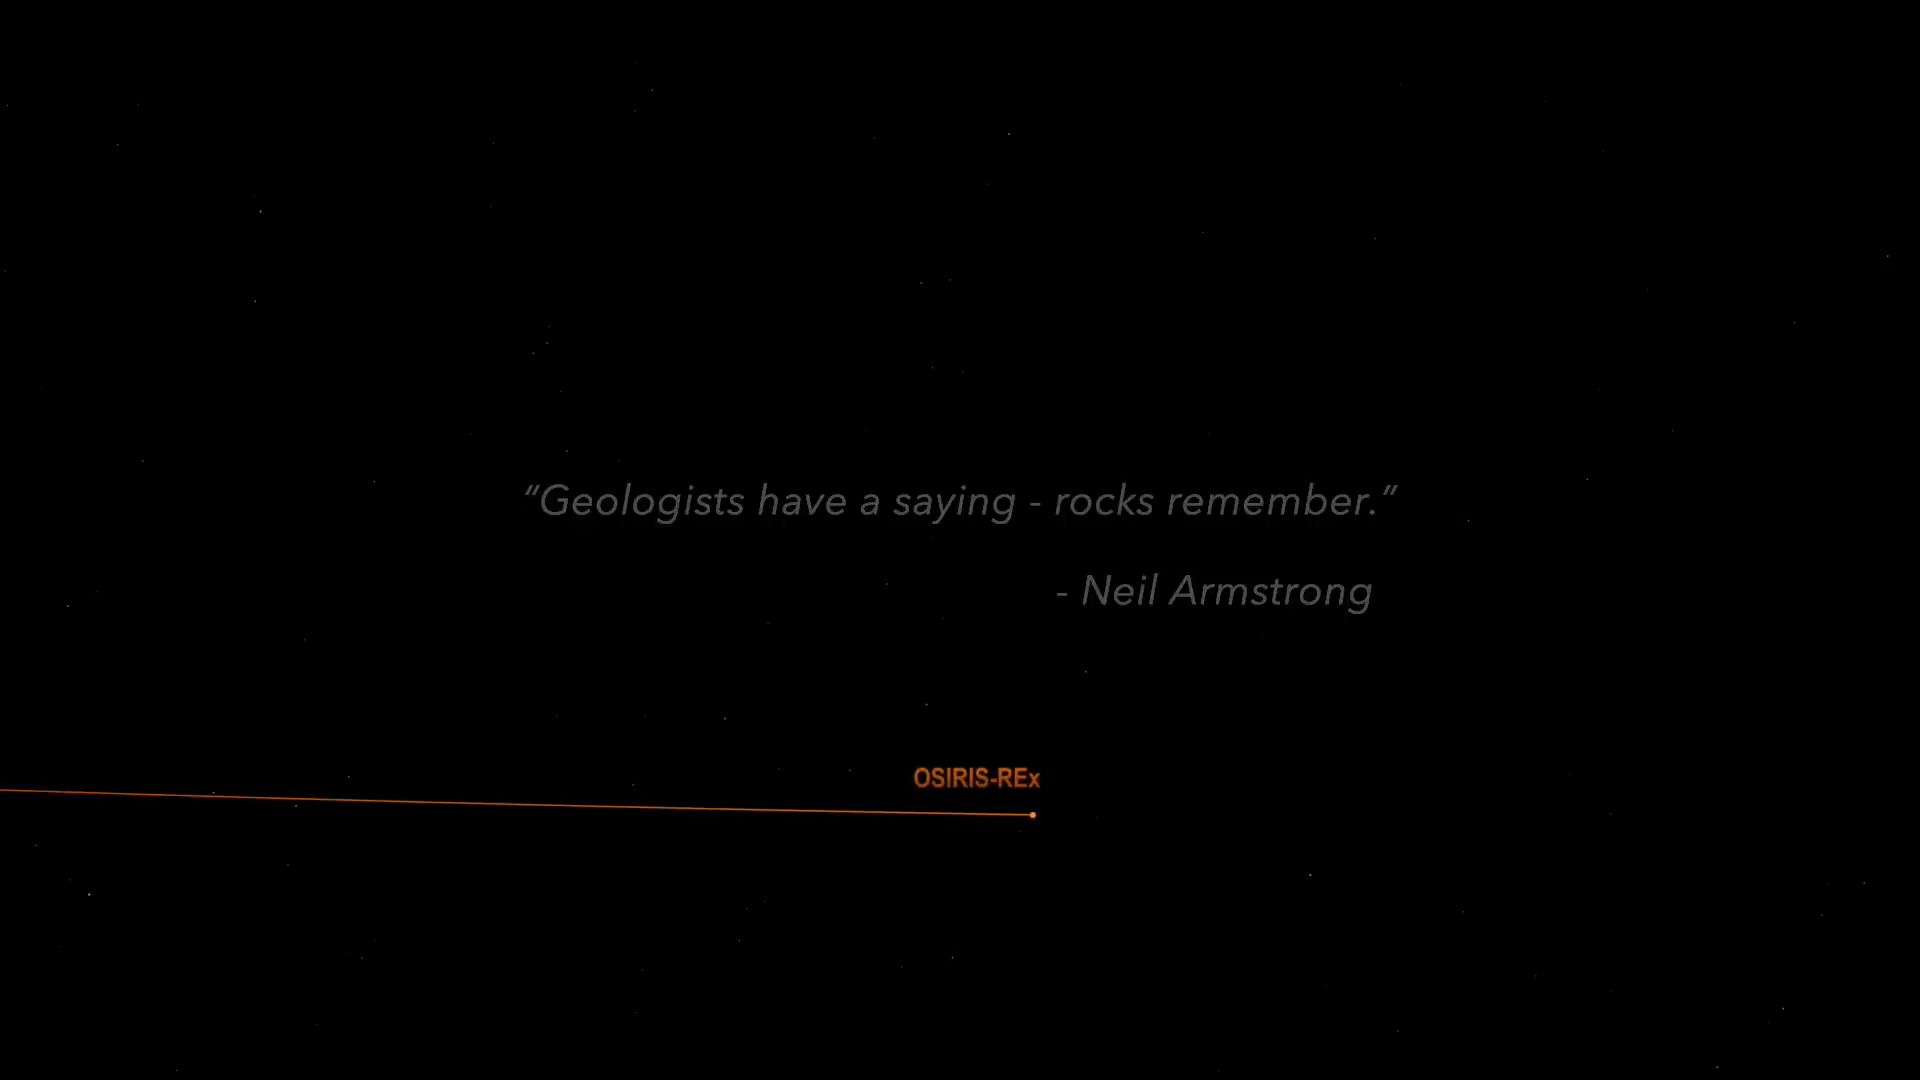 “Geologists have a saying - rocks remember.”
- Neil Armstrong
OSIRIS-REx